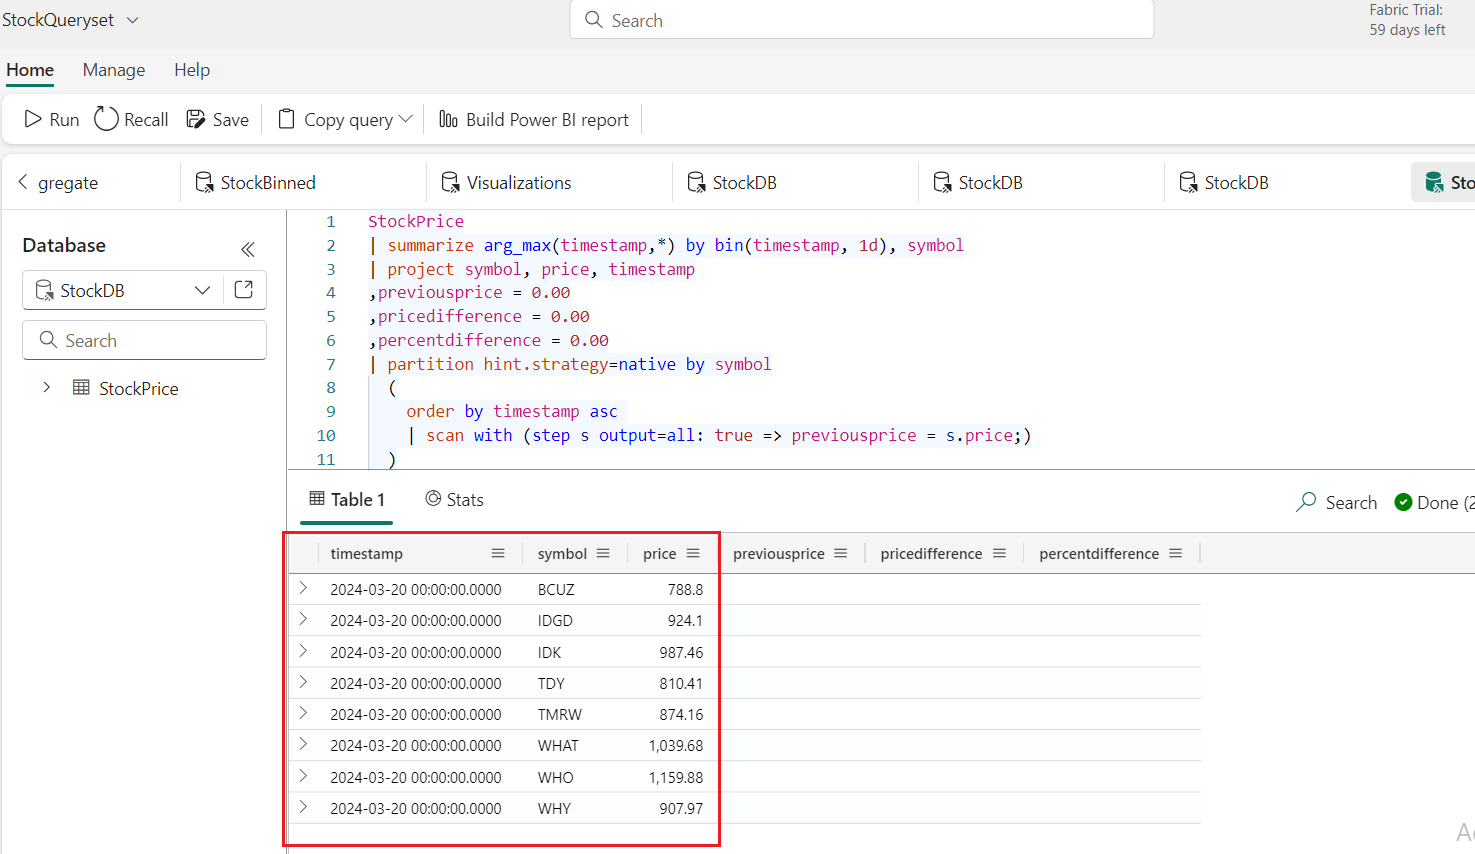 StockQueryset
Search
Fabric Trial:
59 days left
Home Manage Help
Run Recall Save Copy query Build Power BI report
gregate StockBinned Visualizations StockDB StockDB StockDB Sto
Database
StockDB
Search
StockPrice
1 StockPrice
2 | summarize arg_max(timestamp,*) by bin(timestamp, 1d), symbol
3 | project symbol, price, timestamp
4 ,previousprice = 0.00
5 ,pricedifference = 0.00
6 ,percentdifference = 0.00
7 | partition hint.strategy=native by symbol
8 (
9 order by timestamp asc
10 | scan with (step s output=all: true => previousprice = s.price;)
11 )
Table 1 Stats Search Done (2
timestamp symbol price previousprice pricedifference percentdifference
2024-03-20 00:00:00.0000 BCUZ 788.8
2024-03-20 00:00:00.0000 IDGD 924.1
2024-03-20 00:00:00.0000 IDK 987.46
2024-03-20 00:00:00.0000 TDY 810.41
2024-03-20 00:00:00.0000 TMRW 874.16
2024-03-20 00:00:00.0000 WHAT 1,039.68
2024-03-20 00:00:00.0000 WHO 1,159.88
2024-03-20 00:00:00.0000 WHY 907.97